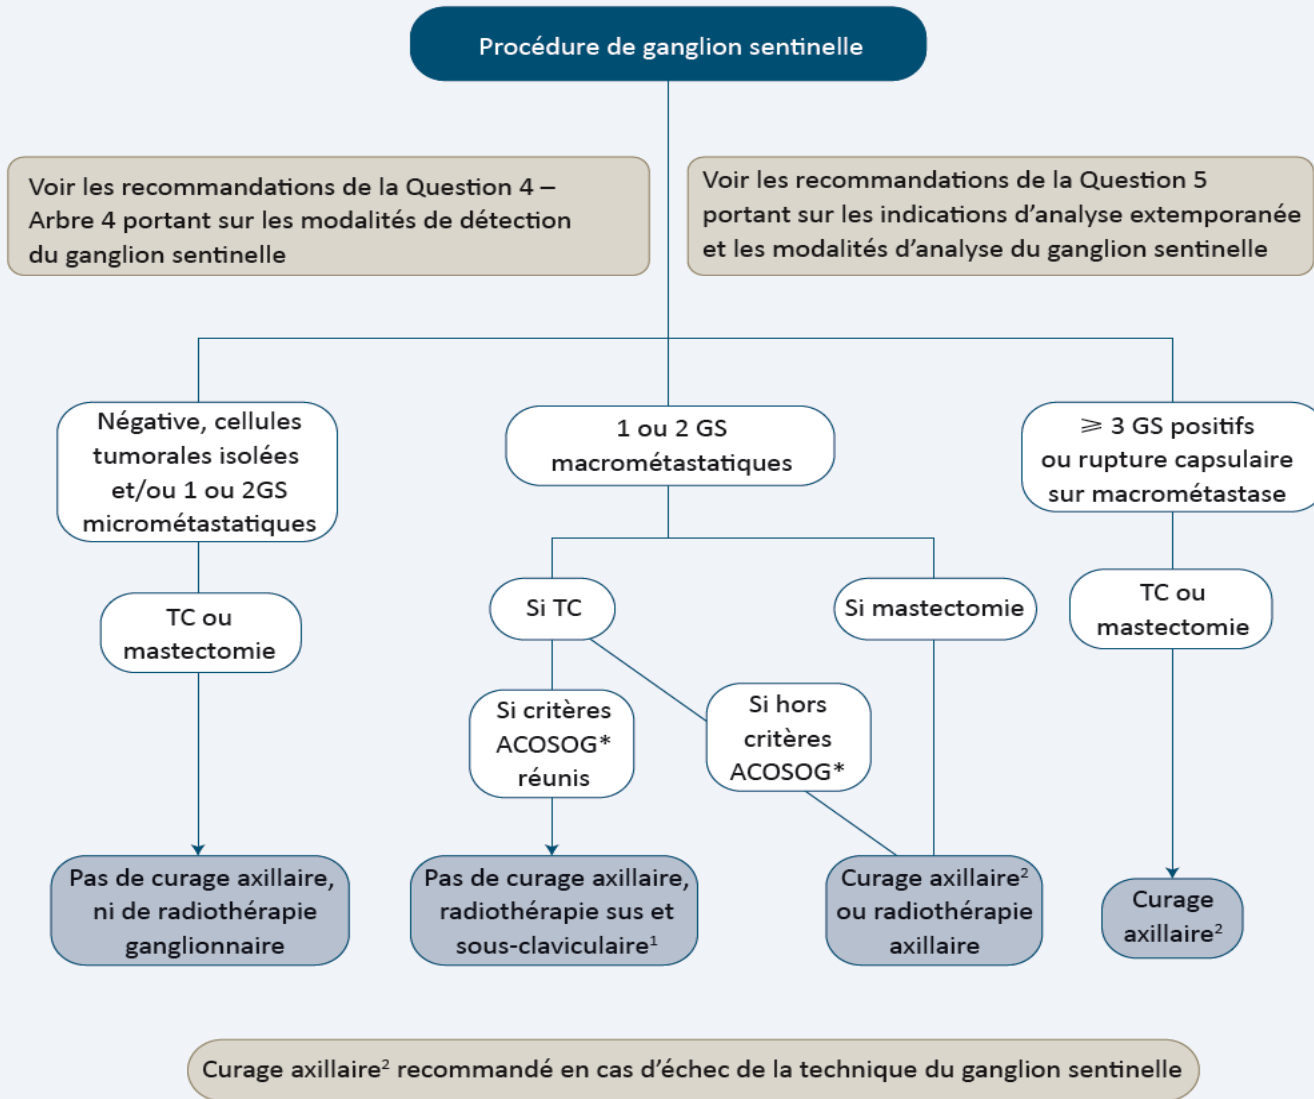 Procédure de ganglion sentinelle
Voir les recommandations de la Question 4 –
Arbre 4 portant sur les modalités de détection
du ganglion sentinelle
Voir les recommandations de la Question 5
portant sur les indications d'analyse extemporanée
et les modalités d'analyse du ganglion sentinelle
Négative, cellules
tumorales isolées
et/ou 1 ou 2GS
micrométastatiques
1 ou 2 GS
macrométastatiques
⩾ 3 GS positifs
ou rupture capsulaire
sur macrométastase
TC ou
mastectomie
Si TC
Si mastectomie
TC ou
mastectomie
Si critères
ACOSOG*
réunis
Si hors
critères
ACOSOG*
Pas de curage axillaire,
ni de radiothérapie
ganglionnaire
Pas de curage axillaire,
radiothérapie sus et
sous-claviculaire¹
Curage axillaire²
ou radiothérapie
axillaire
Curage
axillaire²
Curage axillaire² recommandé en cas d'échec de la technique du ganglion sentinelle